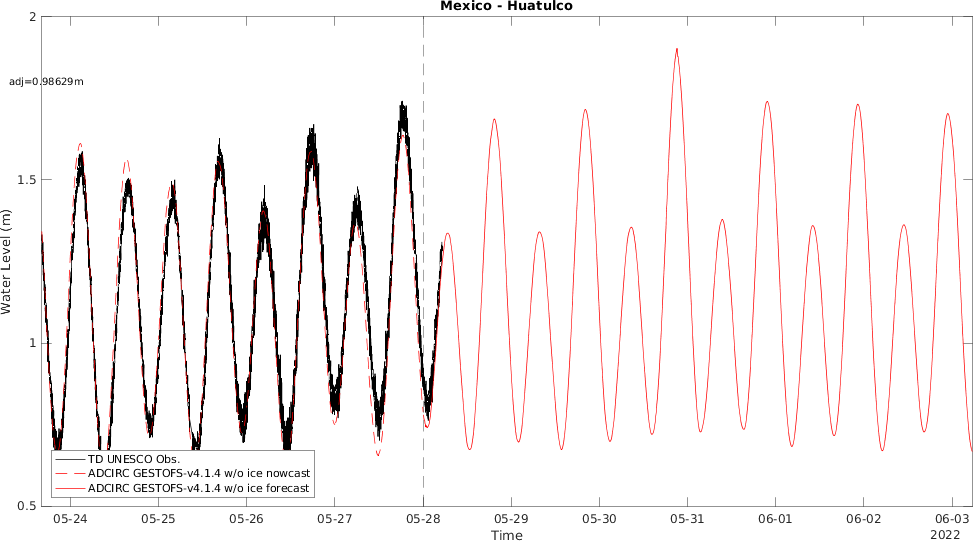 Mexico - Huatulco
2
adj=0.98629m
1.5
Water Level (m)
1
0.5
TD UNESCO Obs.
ADCIRC GESTOFS-v4.1.4 w/o ice nowcast
ADCIRC GESTOFS-v4.1.4 w/o ice forecast
05-24 05-25 05-26 05-27 05-28 05-29 05-30 05-31 06-01 06-02 06-03
Time
2022